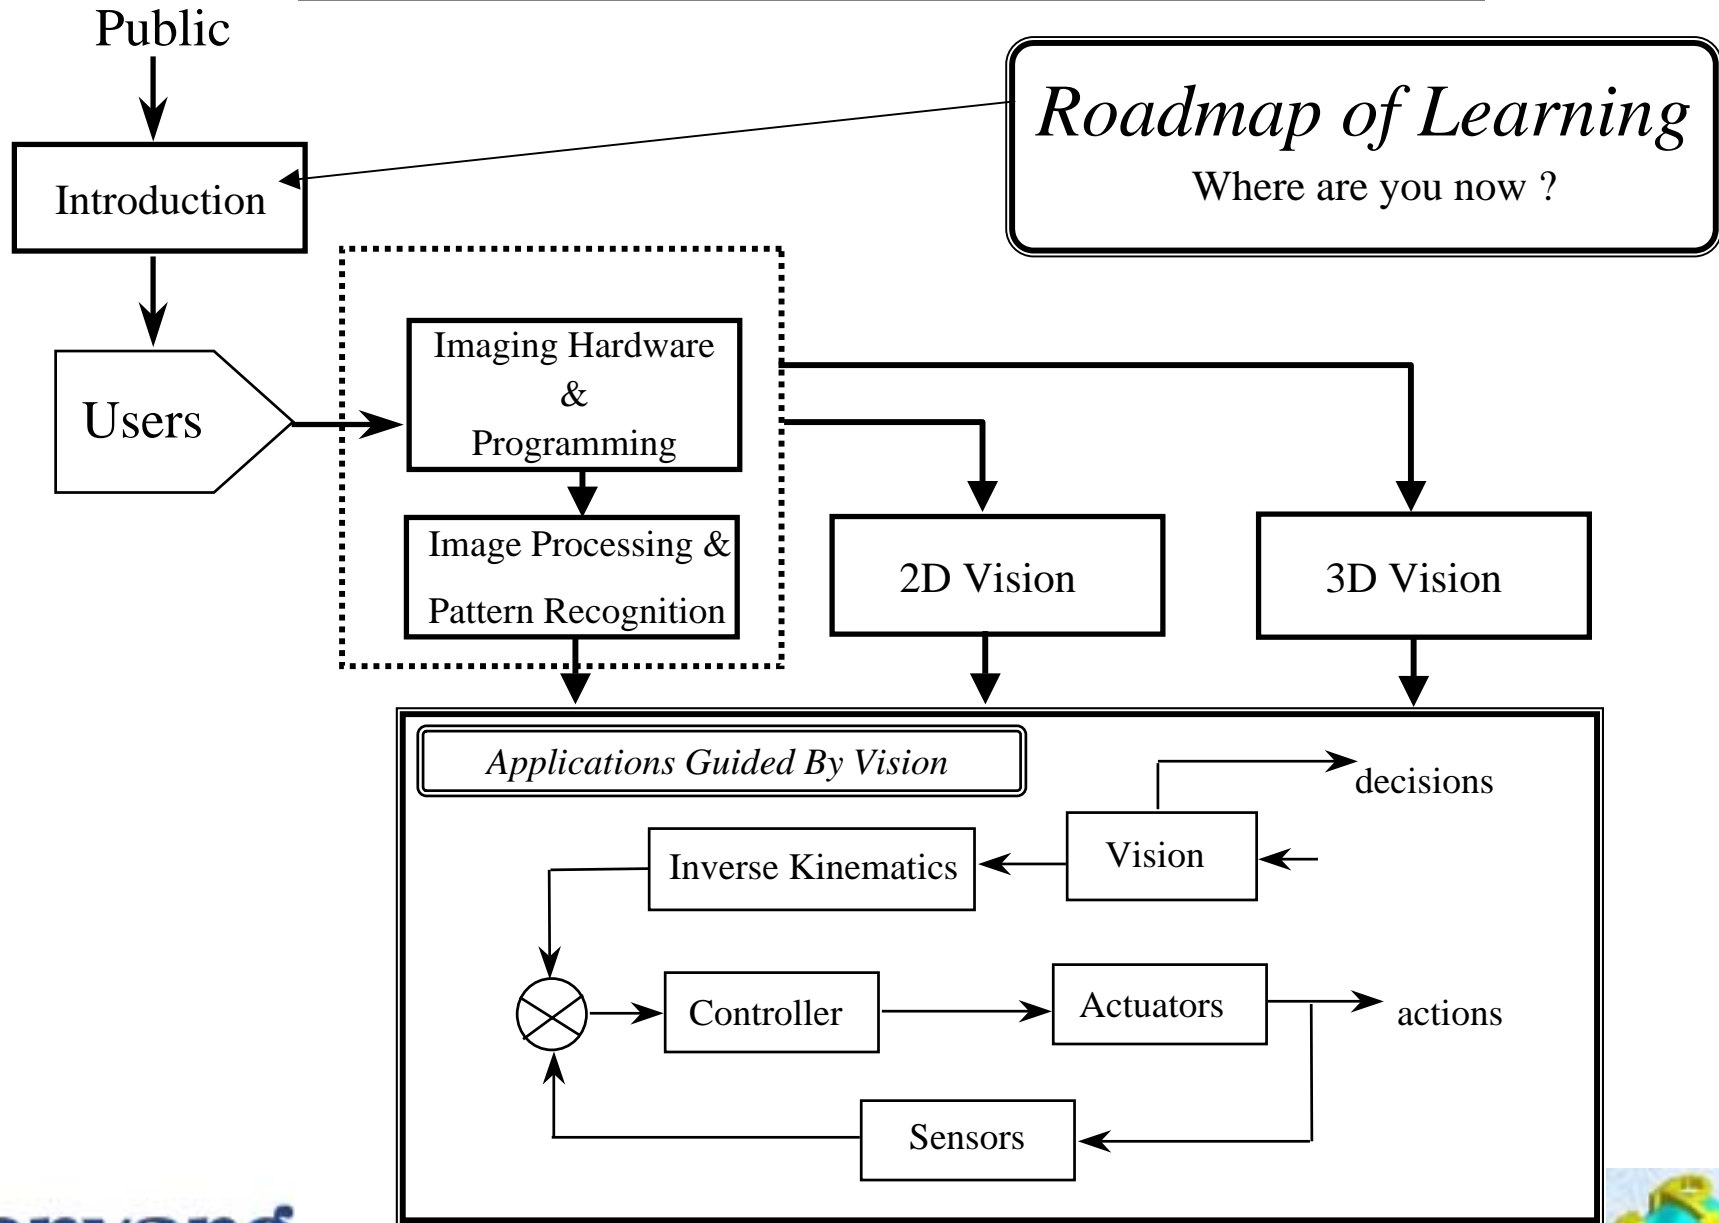 Public
Roadmap of Learning
Where are you now ?
Introduction
Users
Imaging Hardware
&
Programming
Image Processing &
Pattern Recognition
2D Vision
3D Vision
Applications Guided By Vision
decisions
Vision
Inverse Kinematics
Controller
Actuators
actions
Sensors